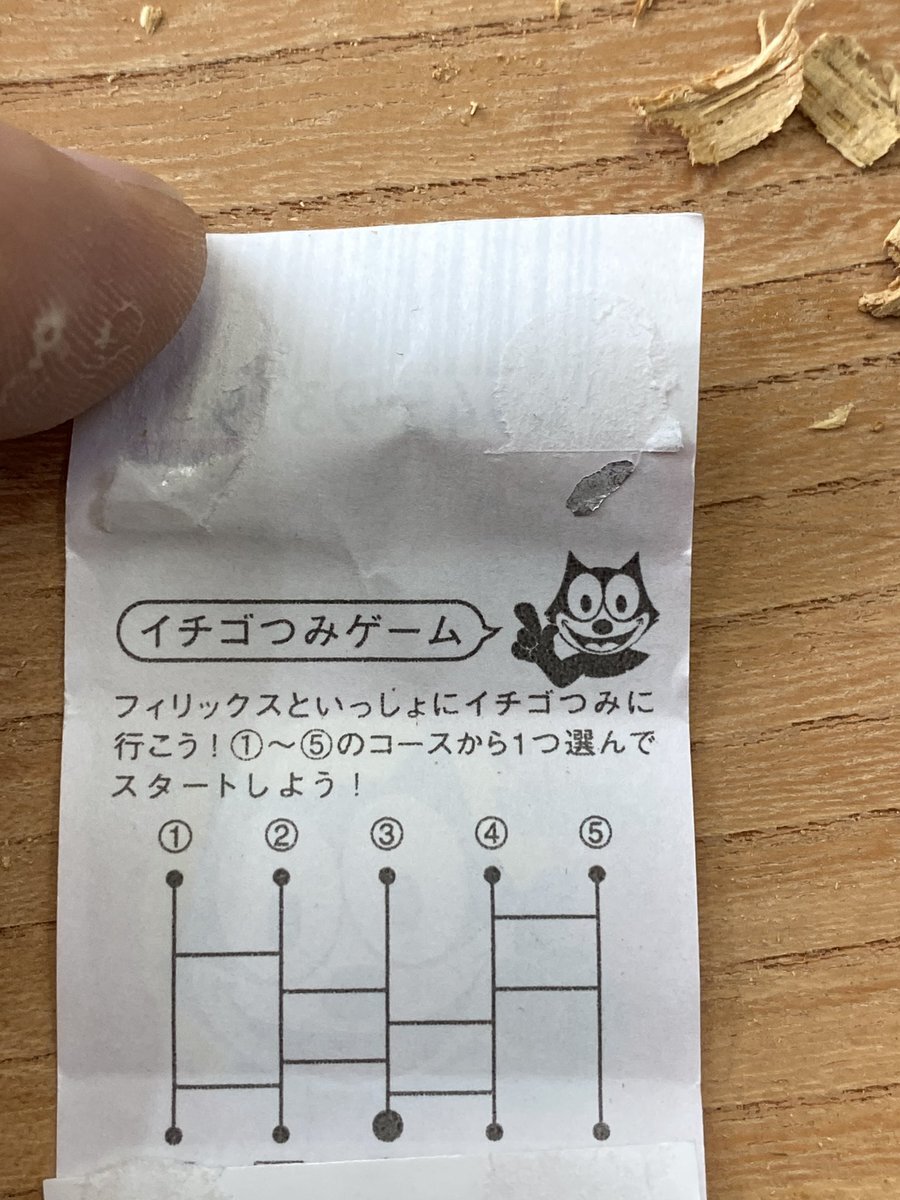 イチゴつみゲーム
フィリックスといっしょにイチゴつみに
行こう！①～⑤のコースから1つ選んで
スタートしよう！
① ② ③ ④ ⑤